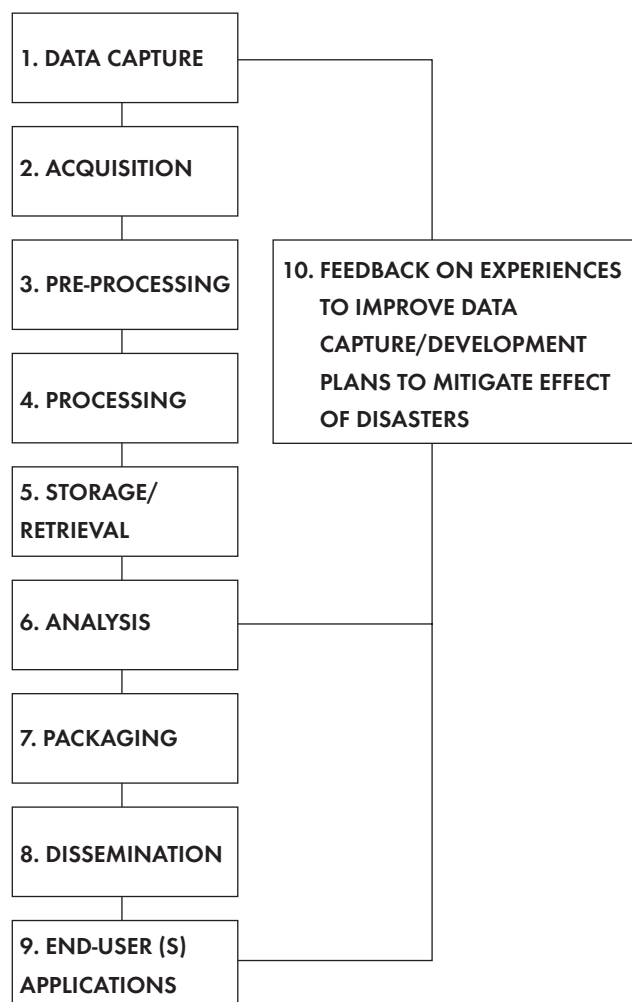 1. DATA CAPTURE
2. ACQUISITION
3. PRE-PROCESSING
4. PROCESSING
5. STORAGE/
RETRIEVAL
6. ANALYSIS
7. PACKAGING
8. DISSEMINATION
9. END-USER (S)
APPLICATIONS
10. FEEDBACK ON EXPERIENCES
TO IMPROVE DATA
CAPTURE/DEVELOPMENT
PLANS TO MITIGATE EFFECT
OF DISASTERS